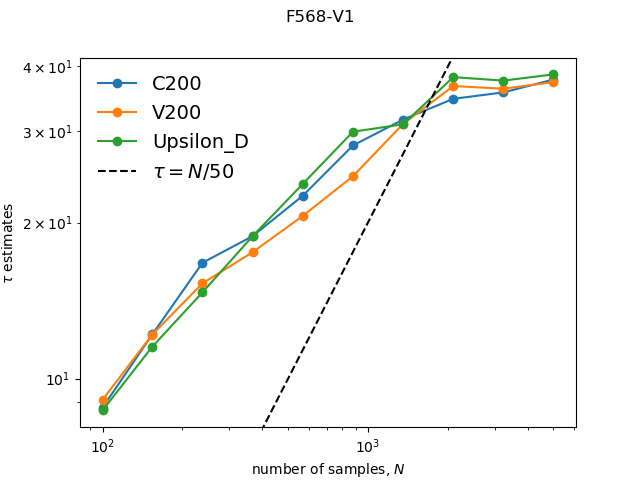 F568-V1
C200
V200
Upsilon_D
τ = N/50
4 × 10¹
3 × 10¹
2 × 10¹
10¹
τ estimates
10²
10³
number of samples, N